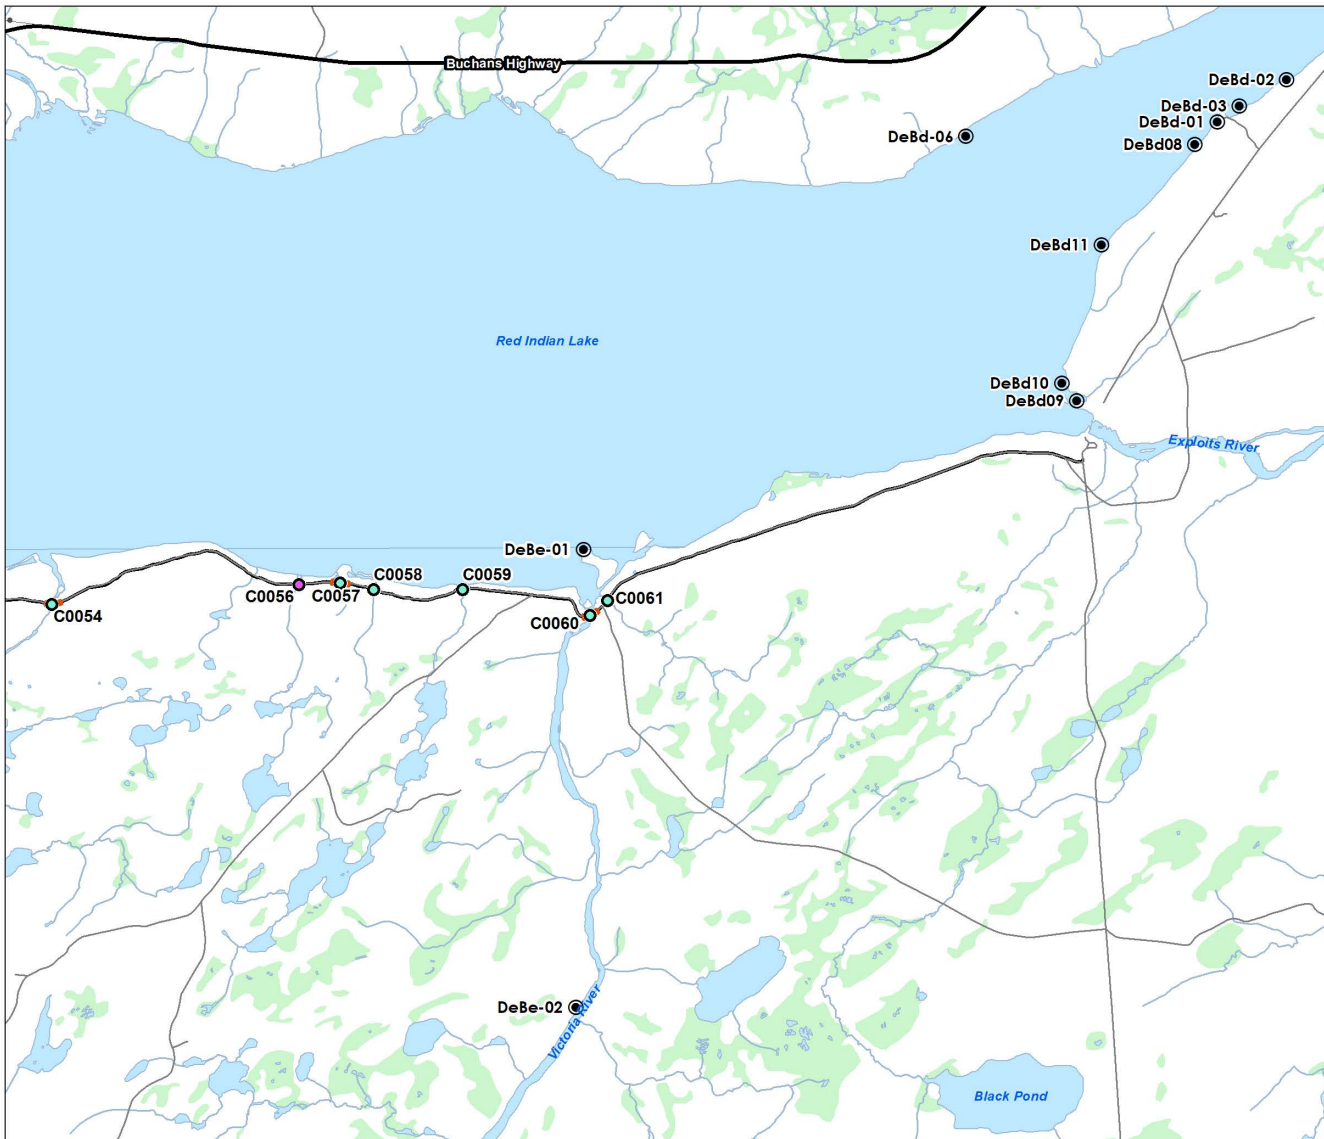 Buchans Highway
DeBd-02
DeBd-03
DeBd-01
DeBd-06
DeBd08
DeBd11
Red Indian Lake
DeBd10
DeBd09
Exploits River
DeBe-01
C0056
C0057
C0058
C0059
C0061
C0054
C0060
DeBe-02
Victoria River
Black Pond